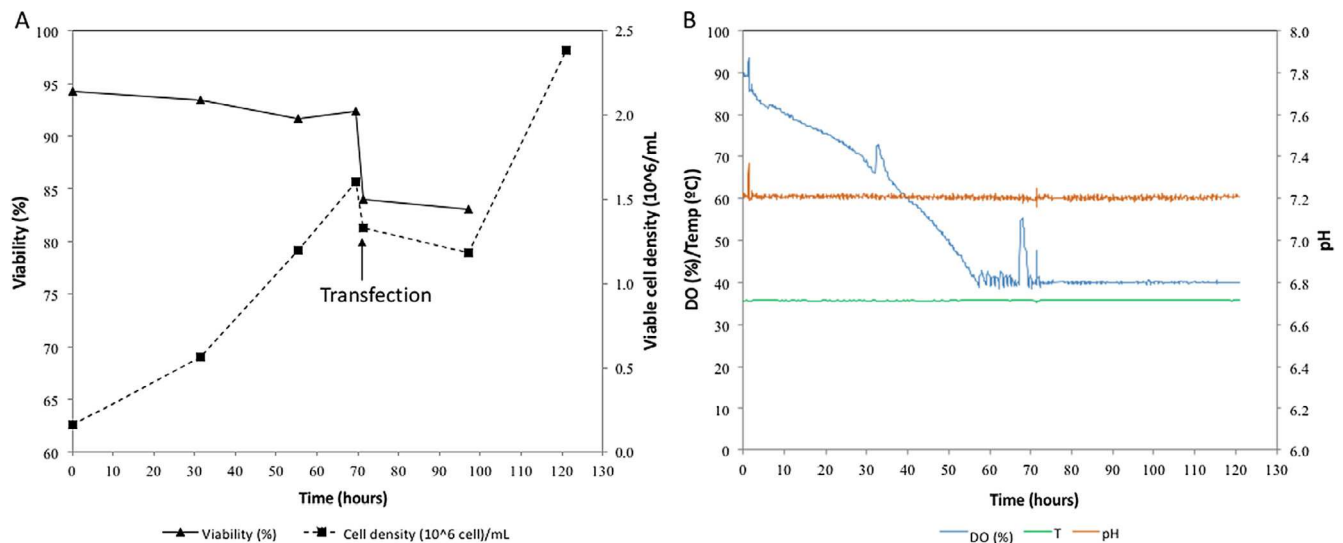 A
100
95
90
85
80
75
70
65
60
Viability (%)
2.5
2.0
1.5
1.0
0.5
0.0
Viable cell density (10^6/mL
Transfection
0 10 20 30 40 50 60 70 80 90 100 110 120 130
Time (hours)
Viability (%) Cell density (10^6 cell)/mL
B
100
90
80
70
60
50
40
30
20
10
0
DO (%)/Temp (ºC))
8.0
7.8
7.6
7.4
7.2
7.0
6.8
6.6
6.4
6.2
6.0
pH
0 10 20 30 40 50 60 70 80 90 100 110 120 130
Time (hours)
DO (%) T pH